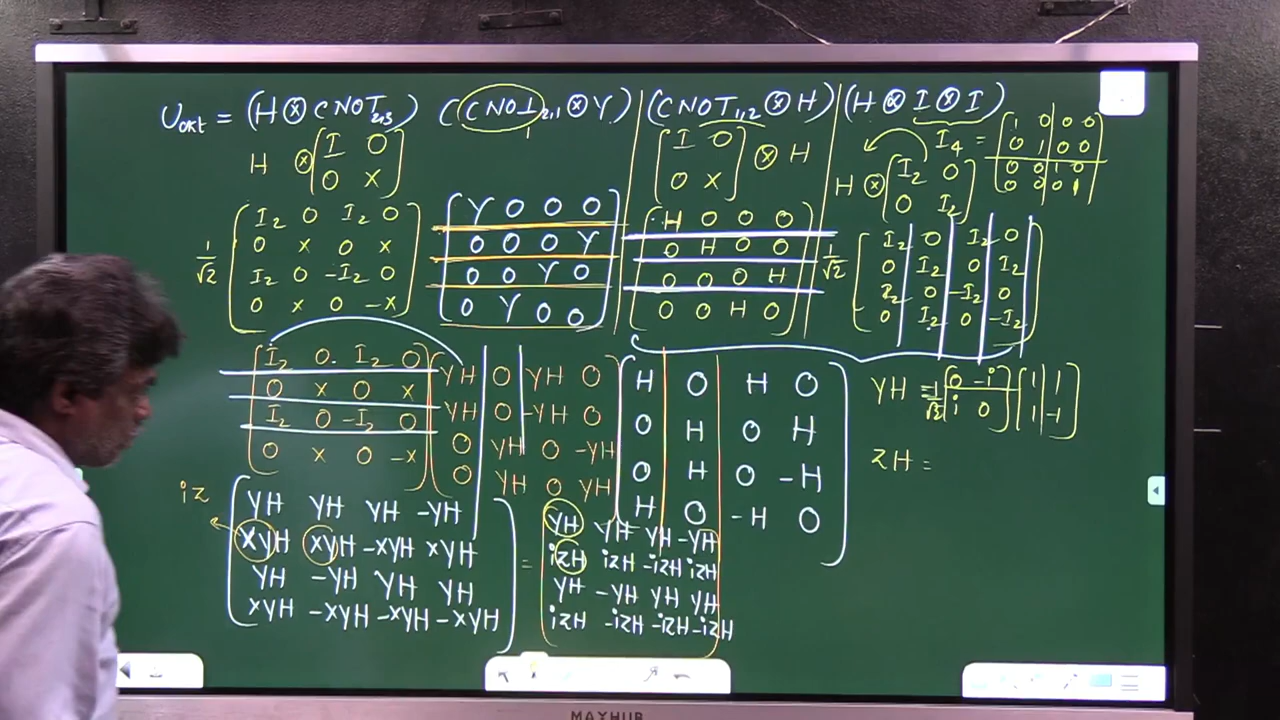 U_okt = (H ⊗ CNOT_2,3) (CNOT_2,1 ⊗ Y) (CNOT_1,2 ⊗ H) (H ⊗ I ⊗ I)
H ⊗ [I 0
0 X]
[I 0
0 X] ⊗ H
I_4 = [1 0 0 0
0 1 0 0
0 0 1 0
0 0 0 1]
H ⊗ [I_2 0
0 I_2]
1/√2 [I_2 0 I_2 0
0 X 0 X
I_2 0 -I_2 0
0 X 0 -X]
[Y 0 0 0
0 0 0 Y
0 0 Y 0
0 Y 0 0]
[H 0 0 0
0 H 0 0
0 0 0 H
0 0 H 0]
1/√2 [I_2 0 I_2 0
0 I_2 0 I_2
I_2 0 -I_2 0
0 I_2 0 -I_2]
[I_2 0 I_2 0
0 X 0 X
I_2 0 -I_2 0
0 X 0 -X]
[YH 0 YH 0
YH 0 -YH 0
0 YH 0 -YH
0 YH 0 YH]
[H 0 H 0
0 H 0 H
0 H 0 -H
H 0 -H 0]
YH = 1/√2 [0 -i
i 0] [1 1
1 -1]
ZH =
iZ
[YH YH YH -YH
XYH XYH -XYH XYH
YH -YH YH YH
XYH -XYH -XYH -XYH]
= [YH YH YH -YH
iZH iZH -iZH iZH
YH -YH YH YH
iZH -iZH -iZH -iZH]
MAXHUB